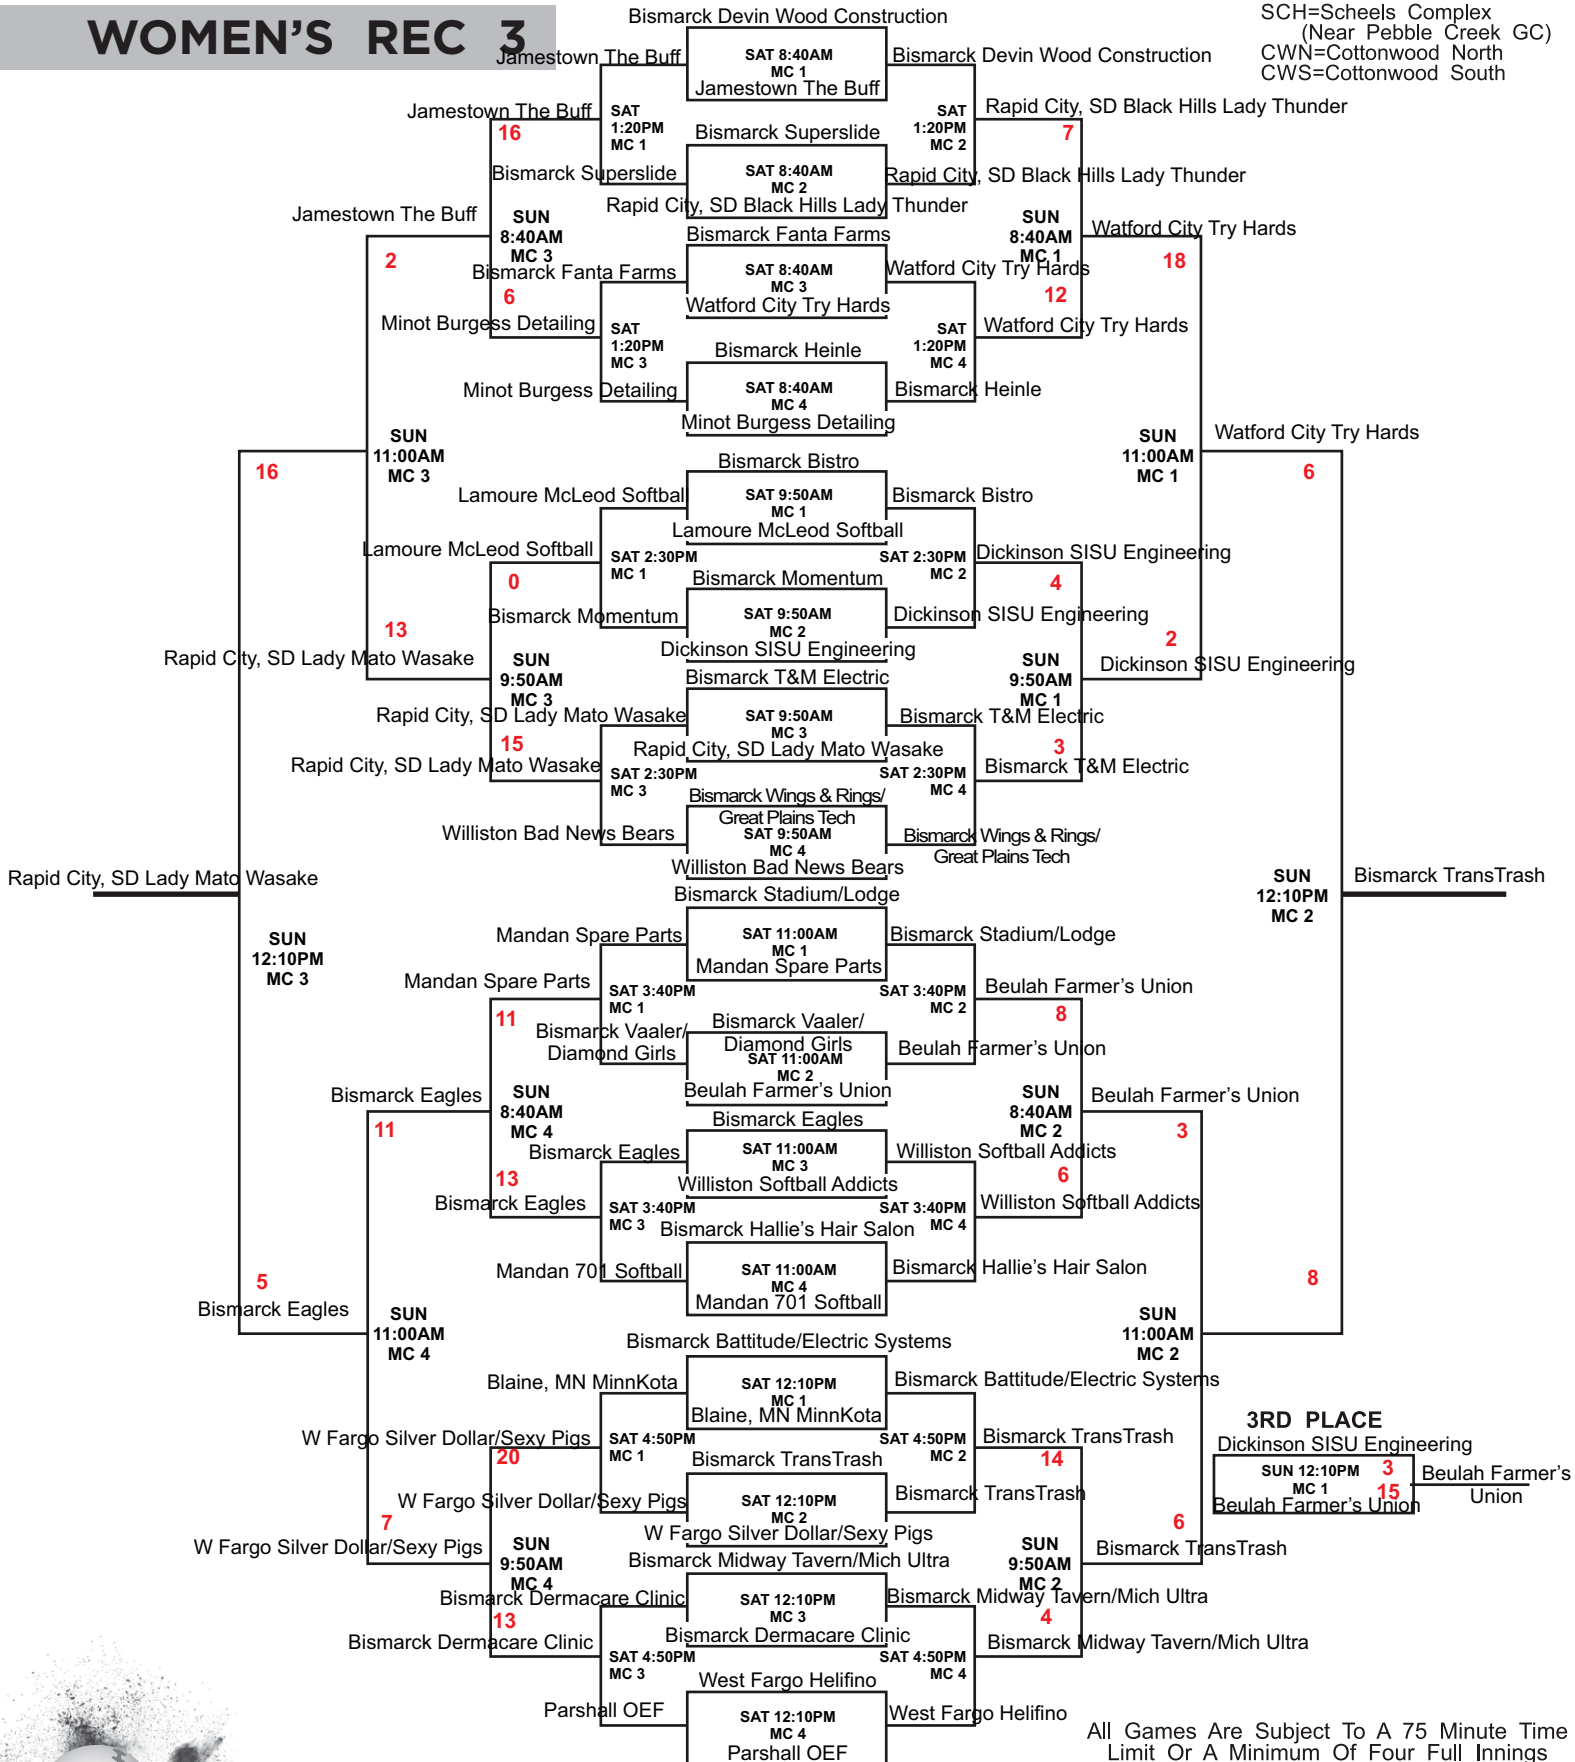 WOMEN'S REC 3
SCH=Scheels Complex
(Near Pebble Creek GC)
CWN=Cottonwood North
CWS=Cottonwood South
Bismarck Devin Wood Construction
Jamestown The Buff
SAT 8:40AM
MC 1
Bismarck Devin Wood Construction
Jamestown The Buff
Jamestown The Buff
16
SAT
1:20PM
MC 1
SAT
1:20PM
MC 2
Rapid City, SD Black Hills Lady Thunder
7
Bismarck Superslide
Bismarck Superslide
SAT 8:40AM
MC 2
Rapid City, SD Black Hills Lady Thunder
Rapid City, SD Black Hills Lady Thunder
Jamestown The Buff
2
SUN
8:40AM
MC 3
SUN
8:40AM
MC 1
Watford City Try Hards
18
Bismarck Fanta Farms
Bismarck Fanta Farms
SAT 8:40AM
MC 3
Watford City Try Hards
Watford City Try Hards
6
12
Minot Burgess Detailing
SAT
1:20PM
MC 3
SAT
1:20PM
MC 4
Watford City Try Hards
Bismarck Heinle
Minot Burgess Detailing
SAT 8:40AM
MC 4
Bismarck Heinle
Minot Burgess Detailing
16
SUN
11:00AM
MC 3
SUN
11:00AM
MC 1
Watford City Try Hards
6
Bismarck Bistro
Lamoure McLeod Softball
SAT 9:50AM
MC 1
Bismarck Bistro
Lamoure McLeod Softball
Lamoure McLeod Softball
0
SAT 2:30PM
MC 1
SAT 2:30PM
MC 2
Dickinson SISU Engineering
4
Bismarck Momentum
Bismarck Momentum
SAT 9:50AM
MC 2
Dickinson SISU Engineering
Dickinson SISU Engineering
13
Rapid City, SD Lady Mato Wasake
SUN
9:50AM
MC 3
SUN
9:50AM
MC 1
2
Dickinson SISU Engineering
Bismarck T&M Electric
Rapid City, SD Lady Mato Wasake
SAT 9:50AM
MC 3
Bismarck T&M Electric
Rapid City, SD Lady Mato Wasake
15
3
Rapid City, SD Lady Mato Wasake
SAT 2:30PM
MC 3
SAT 2:30PM
MC 4
Bismarck T&M Electric
Bismarck Wings & Rings/
Great Plains Tech
Williston Bad News Bears
SAT 9:50AM
MC 4
Bismarck Wings & Rings/
Great Plains Tech
Williston Bad News Bears
Rapid City, SD Lady Mato Wasake
SUN
12:10PM
MC 3
SUN
12:10PM
MC 2
Bismarck TransTrash
Bismarck Stadium/Lodge
Mandan Spare Parts
SAT 11:00AM
MC 1
Bismarck Stadium/Lodge
Mandan Spare Parts
Mandan Spare Parts
11
SAT 3:40PM
MC 1
SAT 3:40PM
MC 2
Beulah Farmer's Union
8
Bismarck Vaaler/
Diamond Girls
Bismarck Vaaler/
Diamond Girls
SAT 11:00AM
MC 2
Beulah Farmer's Union
Beulah Farmer's Union
Bismarck Eagles
11
SUN
8:40AM
MC 4
SUN
8:40AM
MC 2
Beulah Farmer's Union
3
Bismarck Eagles
Bismarck Eagles
SAT 11:00AM
MC 3
Williston Softball Addicts
Williston Softball Addicts
13
6
Bismarck Eagles
SAT 3:40PM
MC 3
SAT 3:40PM
MC 4
Williston Softball Addicts
Bismarck Hallie's Hair Salon
Mandan 701 Softball
SAT 11:00AM
MC 4
Bismarck Hallie's Hair Salon
Mandan 701 Softball
5
Bismarck Eagles
SUN
11:00AM
MC 4
SUN
11:00AM
MC 2
8
Bismarck Battitude/Electric Systems
Blaine, MN MinnKota
SAT 12:10PM
MC 1
Bismarck Battitude/Electric Systems
Blaine, MN MinnKota
W Fargo Silver Dollar/Sexy Pigs
20
SAT 4:50PM
MC 1
SAT 4:50PM
MC 2
Bismarck TransTrash
14
Bismarck TransTrash
W Fargo Silver Dollar/Sexy Pigs
SAT 12:10PM
MC 2
Bismarck TransTrash
W Fargo Silver Dollar/Sexy Pigs
3RD PLACE
Dickinson SISU Engineering
SUN 12:10PM
MC 1
3
15
Beulah Farmer's Union
Beulah Farmer's
Union
7
W Fargo Silver Dollar/Sexy Pigs
SUN
9:50AM
MC 4
SUN
9:50AM
MC 2
6
Bismarck TransTrash
Bismarck Midway Tavern/Mich Ultra
Bismarck Dermacare Clinic
SAT 12:10PM
MC 3
Bismarck Midway Tavern/Mich Ultra
Bismarck Dermacare Clinic
13
4
Bismarck Dermacare Clinic
SAT 4:50PM
MC 3
SAT 4:50PM
MC 4
Bismarck Midway Tavern/Mich Ultra
West Fargo Helifino
Parshall OEF
SAT 12:10PM
MC 4
West Fargo Helifino
Parshall OEF
All Games Are Subject To A 75 Minute Time
Limit Or A Minimum Of Four Full Innings